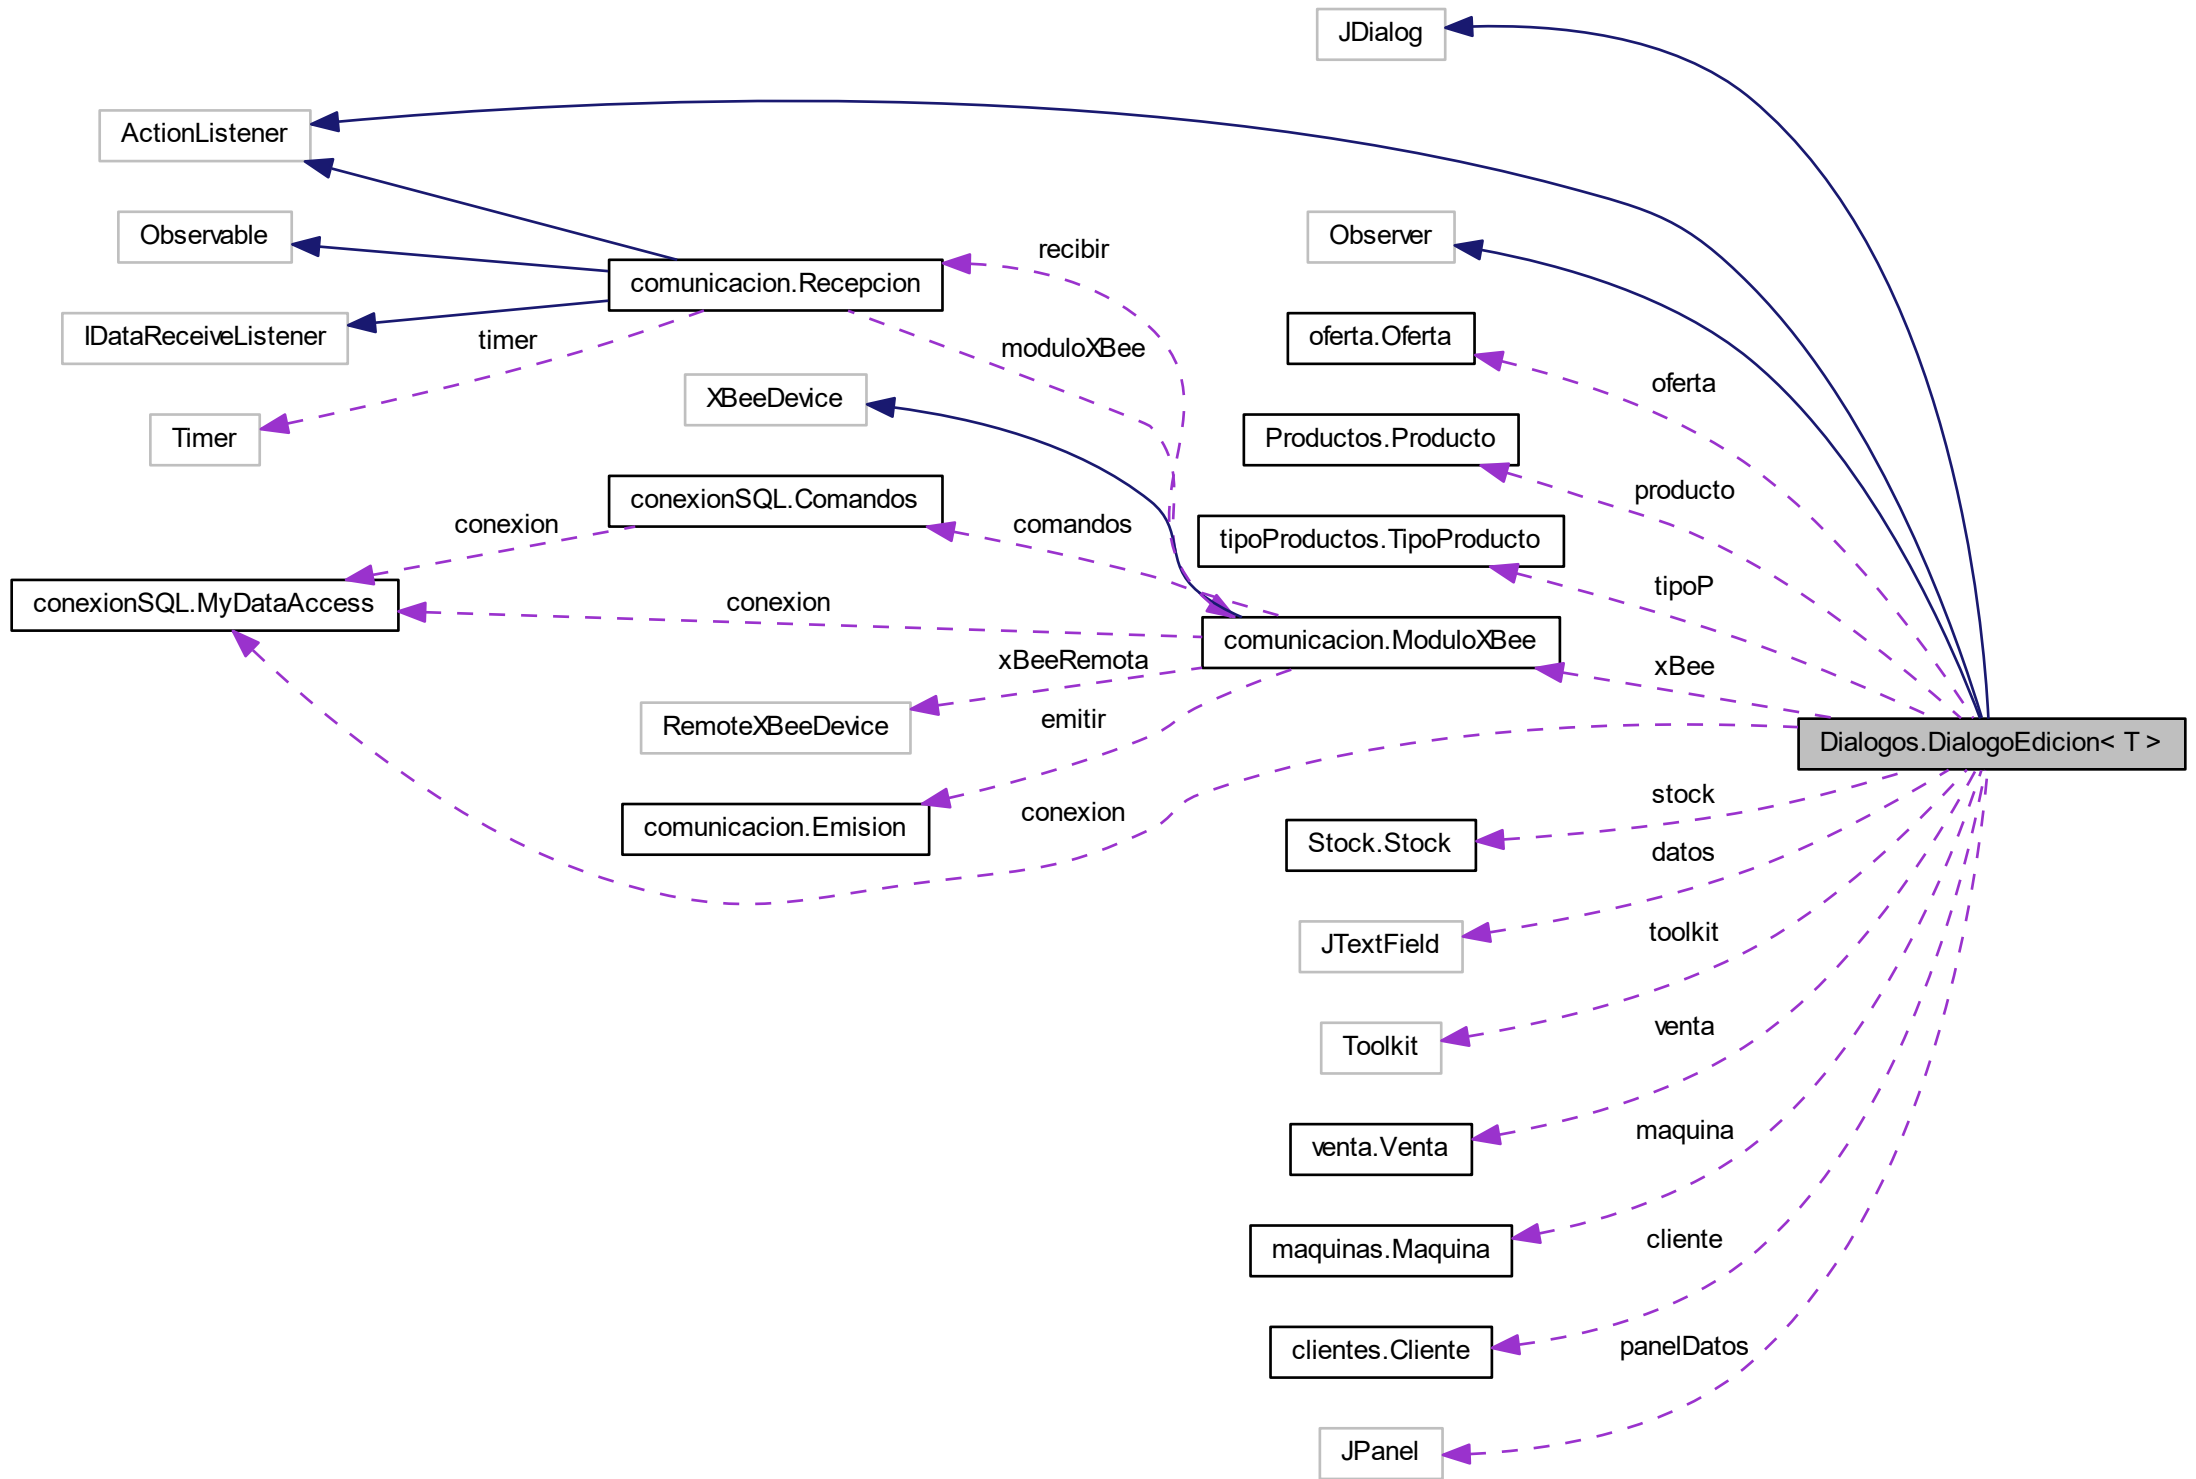 JDialog
ActionListener
Observable
Observer
recibir
comunicacion.Recepcion
IDataReceiveListener
timer
moduloXBee
oferta.Oferta
oferta
XBeeDevice
Timer
Productos.Producto
producto
conexionSQL.Comandos
conexion
comandos
tipoProductos.TipoProducto
tipoP
conexionSQL.MyDataAccess
conexion
comunicacion.ModuloXBee
xBeeRemota
xBee
RemoteXBeeDevice
emitir
Dialogos.DialogoEdicion< T >
comunicacion.Emision
conexion
stock
Stock.Stock
datos
JTextField
toolkit
Toolkit
venta
venta.Venta
maquina
maquinas.Maquina
cliente
clientes.Cliente
panelDatos
JPanel